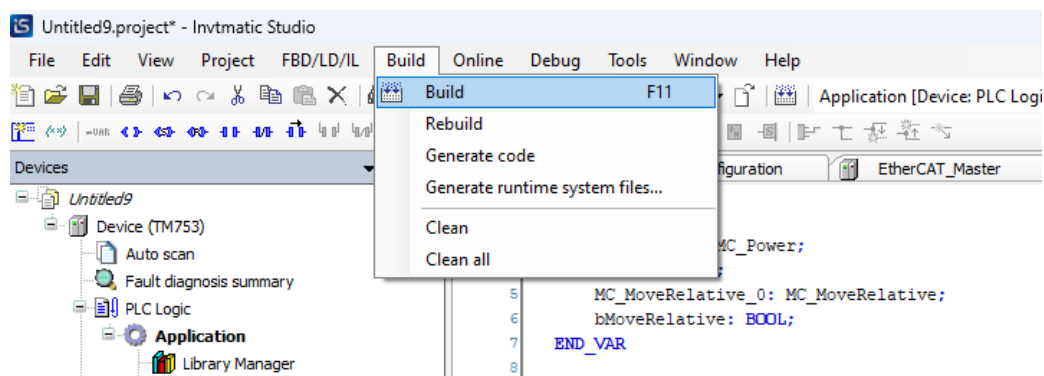 Untitled9.project* - Invtmatic Studio
File Edit View Project FBD/LD/IL Build Online Debug Tools Window Help
Build F11
Application [Device: PLC Logi
Rebuild
Generate code
Generate runtime system files...
Clean
Clean all
Devices
figuration
EtherCAT_Master
Untitled9
Device (TM753)
Auto scan
Fault diagnosis summary
PLC Logic
Application
Library Manager
MC_Power;
;
5 MC_MoveRelative_0: MC_MoveRelative;
6 bMoveRelative: BOOL;
7 END_VAR
8